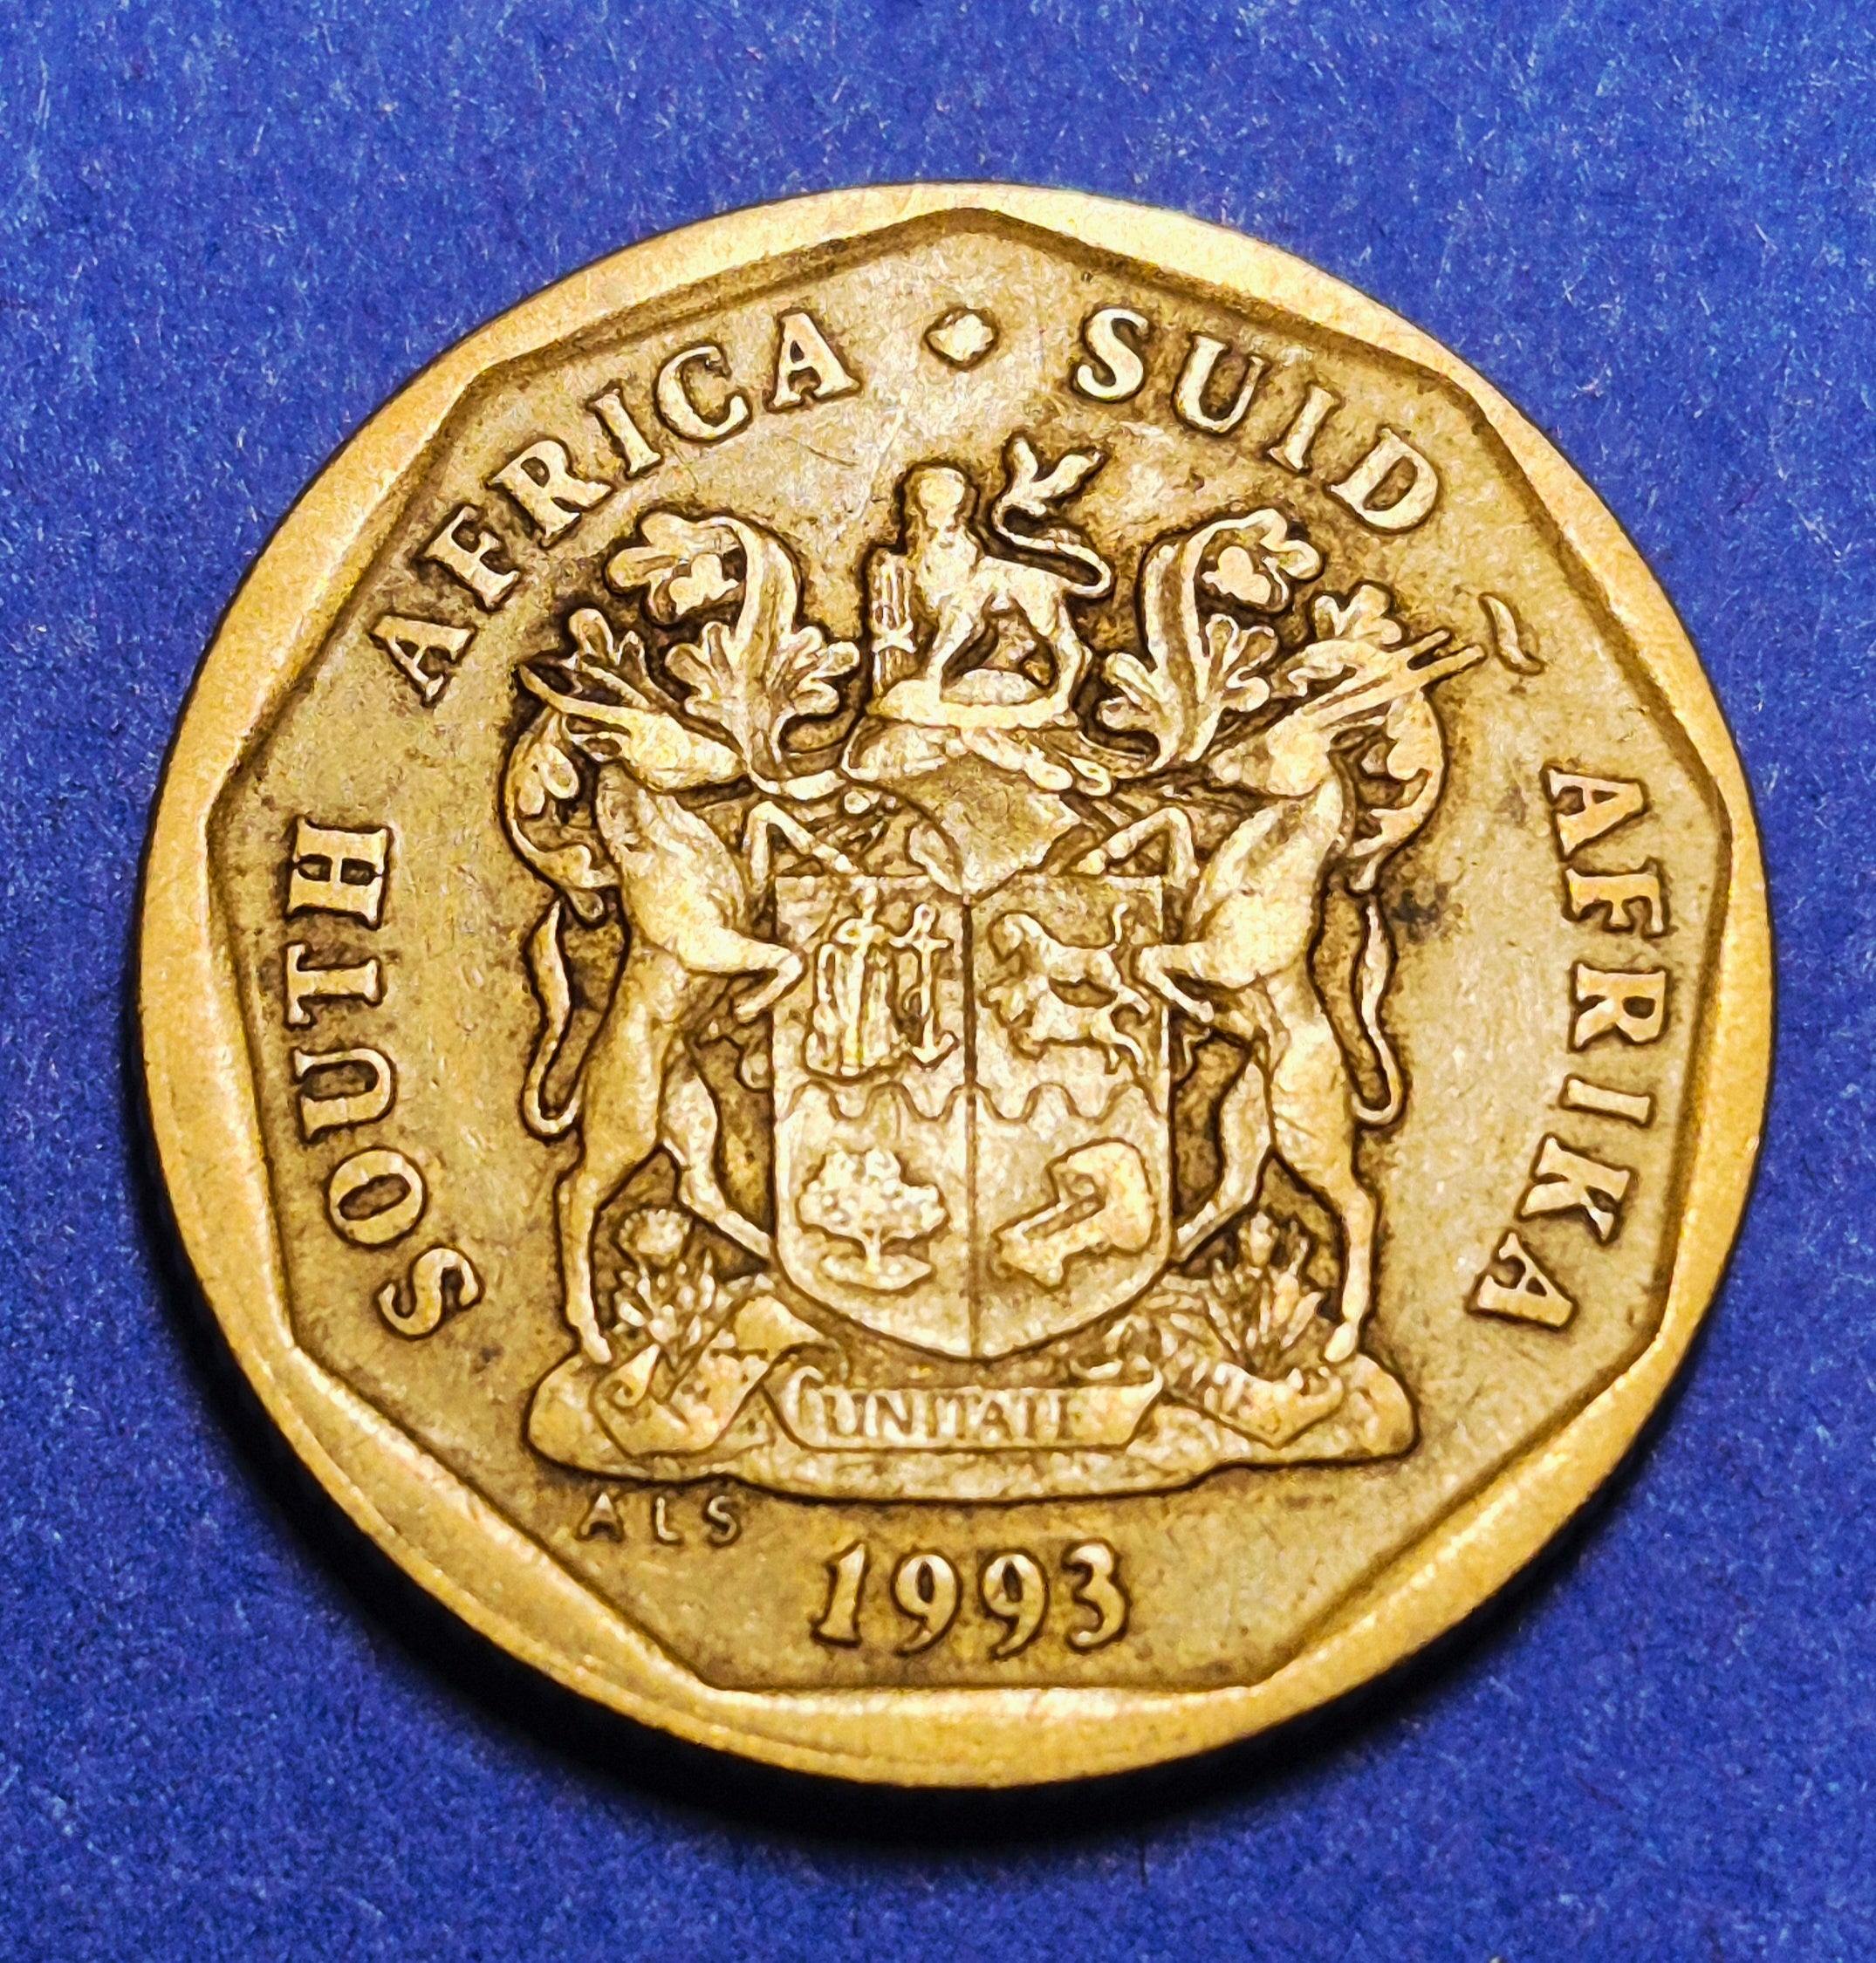 SOUTH AFRICA • SUID AFRIKA
UNITATE
ALS
1993